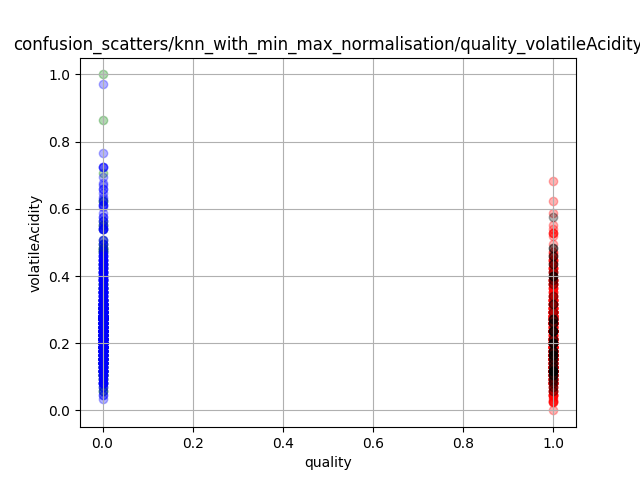 confusion_scatters/knn_with_min_max_normalisation/quality_volatileAcidity
1.0
0.8
0.6
0.4
0.2
0.0
volatileAcidity
0.0 0.2 0.4 0.6 0.8 1.0
quality